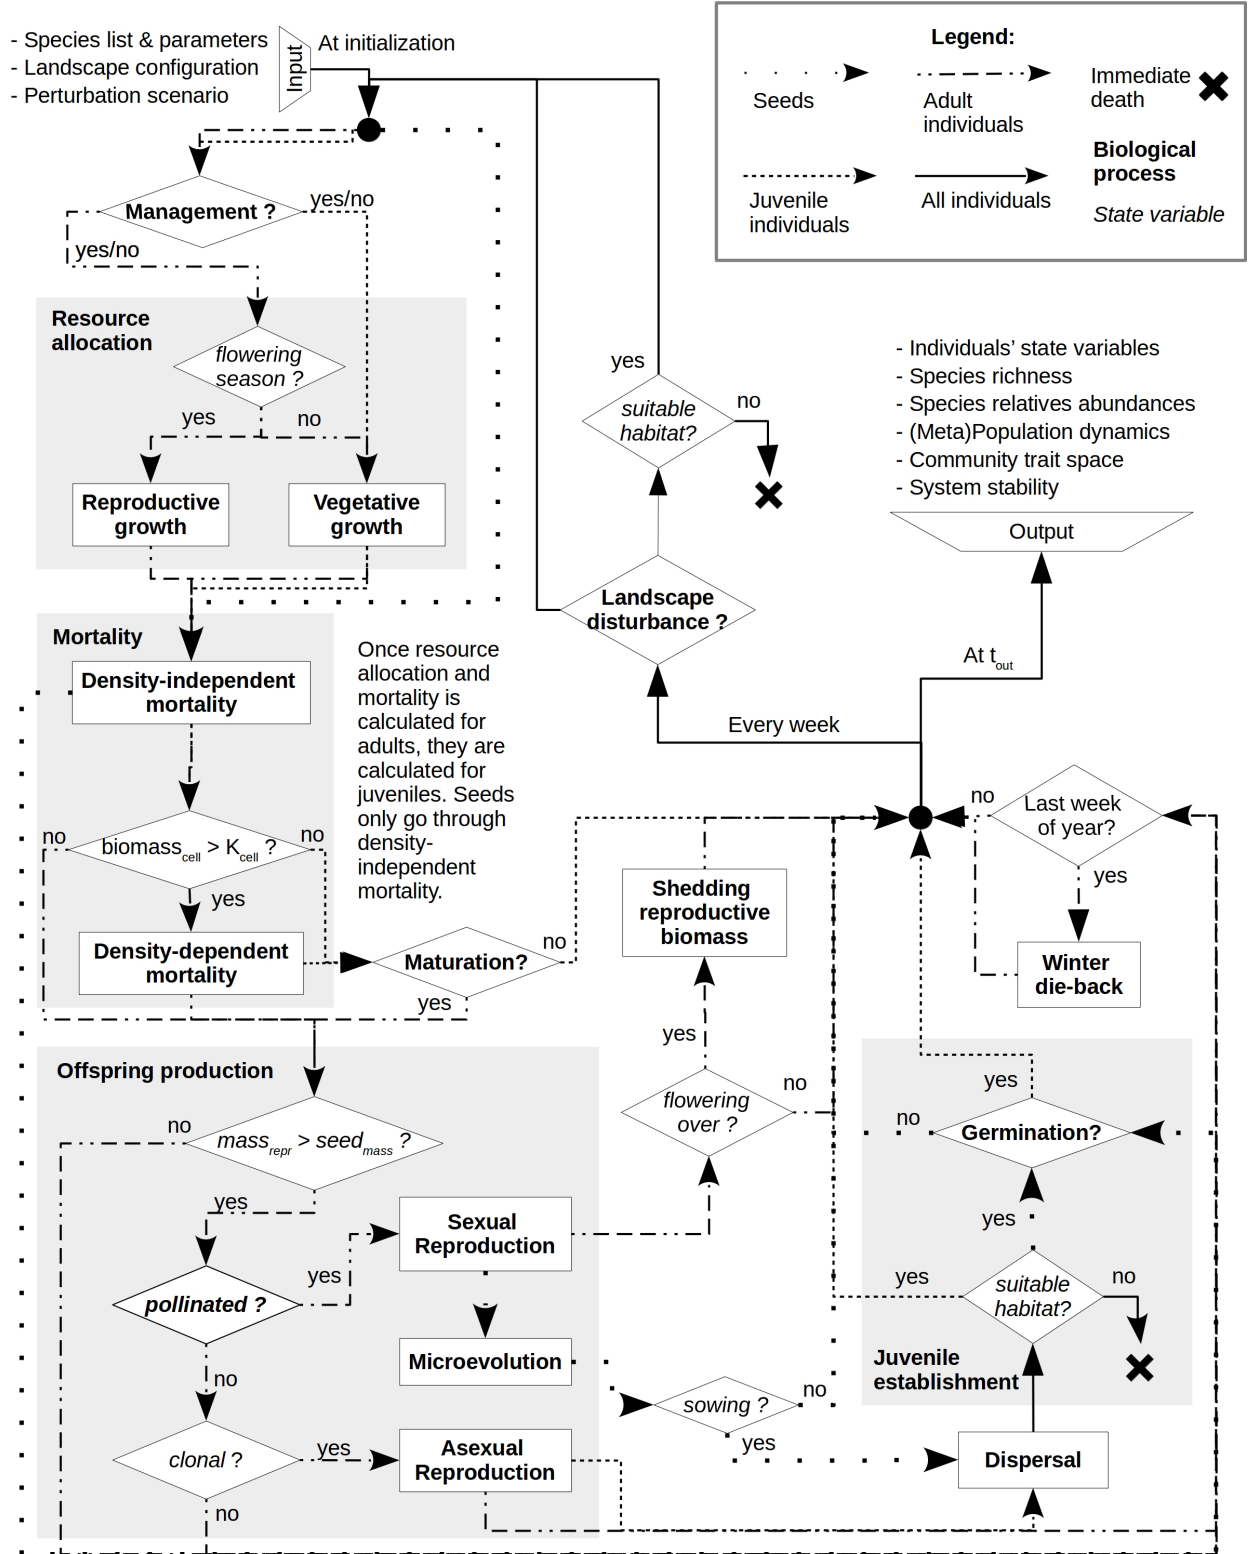 - Species list & parameters
- Landscape configuration
- Perturbation scenario
Input
At initialization
Legend:
Seeds
Adult
individuals
Immediate
death
Juvenile
individuals
All individuals
Biological
process
State variable
Management ?
yes/no
yes/no
Resource
allocation
flowering
season ?
yes
no
Reproductive
growth
Vegetative
growth
yes
suitable
habitat?
no
- Individuals’ state variables
- Species richness
- Species relatives abundances
- (Meta)Population dynamics
- Community trait space
- System stability
Output
Landscape
disturbance ?
At tout
Every week
Mortality
Density-independent
mortality
Once resource
allocation and
mortality is
calculated for
adults, they are
calculated for
juveniles. Seeds
only go through
density-
independent
mortality.
no
biomasscell > Kcell ?
no
yes
Density-dependent
mortality
Maturation?
no
yes
Shedding
reproductive
biomass
no
Last week
of year?
yes
Winter
die-back
yes
flowering
over ?
no
yes
no
Germination?
Offspring production
no
massrepr > seedmass ?
yes
pollinated ?
yes
Sexual
Reproduction
no
Microevolution
clonal ?
yes
Asexual
Reproduction
no
yes
yes
suitable
habitat?
no
Juvenile
establishment
sowing ?
no
yes
Dispersal